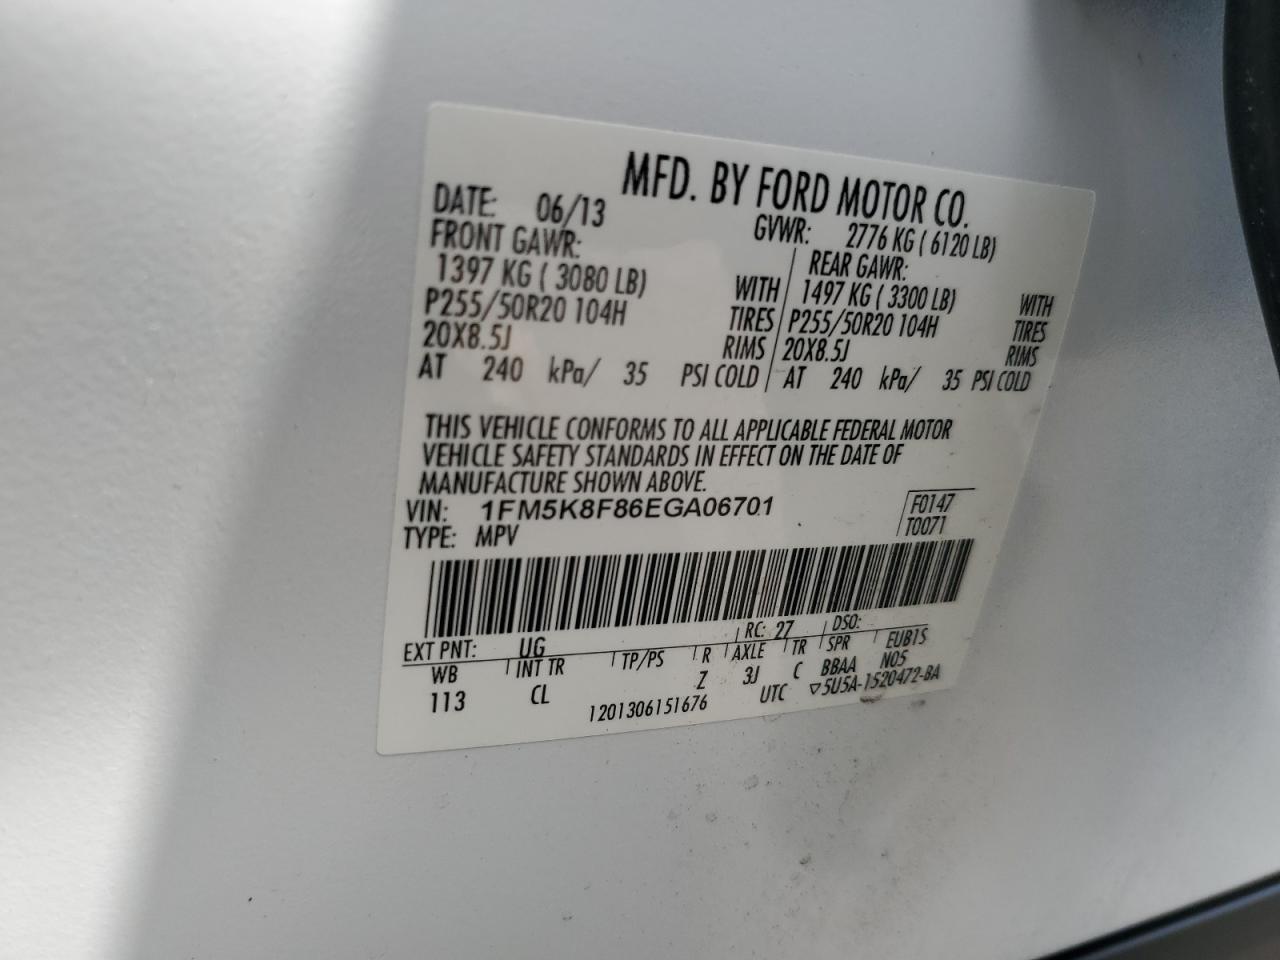 MFD. BY FORD MOTOR CO.
DATE: 06/13 GVWR: 2776 KG ( 6120 LB)
FRONT GAWR: REAR GAWR:
1397 KG ( 3080 LB) WITH 1497 KG ( 3300 LB) WITH
P255/50R20 104H TIRES P255/50R20 104H TIRES
20X8.5J RIMS 20X8.5J RIMS
AT 240 kPa/ 35 PSI COLD AT 240 kPa/ 35 PSI COLD
THIS VEHICLE CONFORMS TO ALL APPLICABLE FEDERAL MOTOR
VEHICLE SAFETY STANDARDS IN EFFECT ON THE DATE OF
MANUFACTURE SHOWN ABOVE.
VIN: 1FM5K8F86EGA06701 F0147
TYPE: MPV T0071
EXT PNT: UG RC: 27 DSO:
WB INT TR TP/PS R AXLE TR SPR EUB1S
113 CL Z 3J C BBAA N05
1201306151676 UTC ▽5U5A-1520472-BA